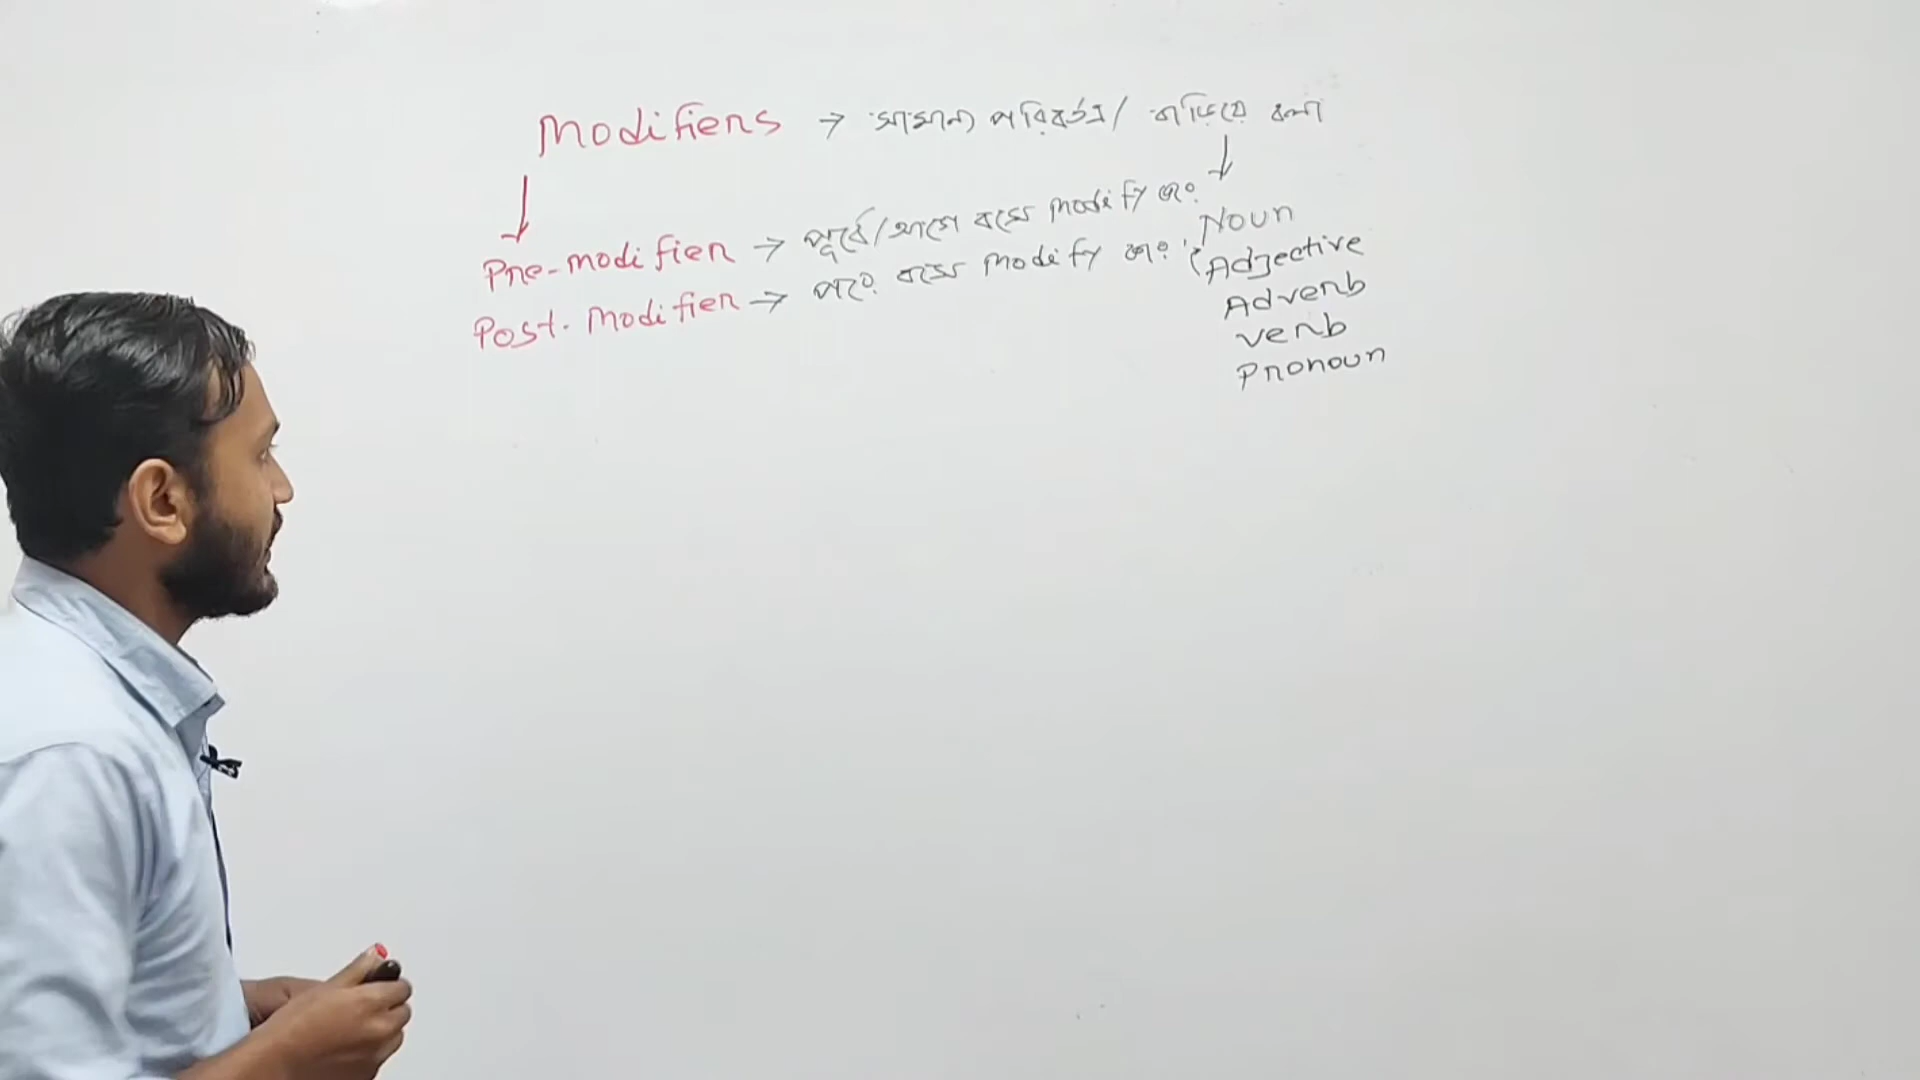 Modifiers → সামান্য পরিবর্তন / বাড়িয়ে বলা
Pre-modifier → পূর্বে/আগে বসে modify করে
Post-modifier → পরে বসে modify করে
Noun
Adjective
Adverb
verb
Pronoun